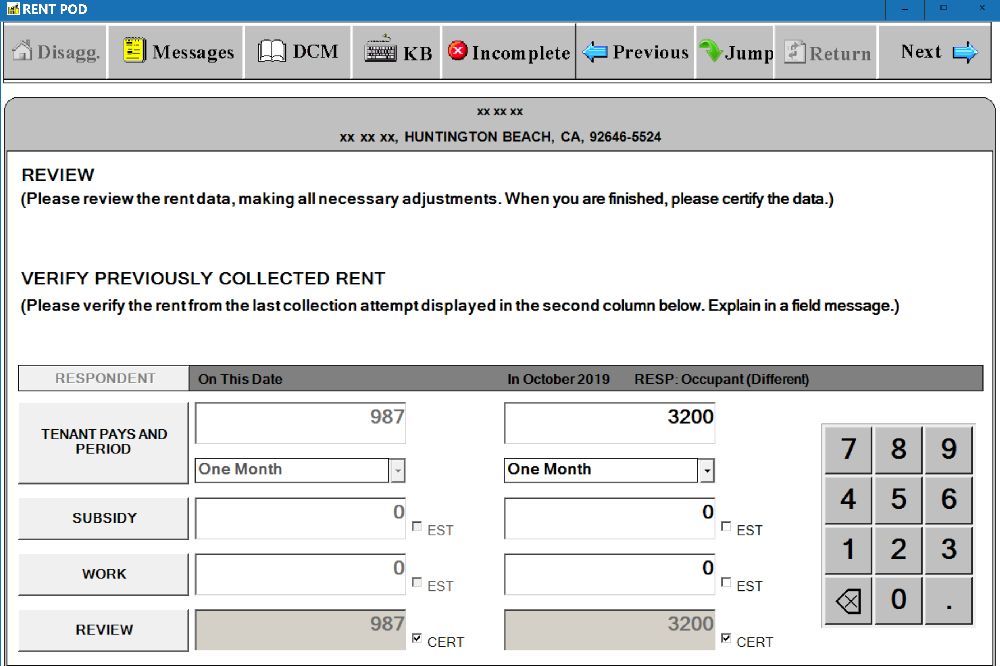 RENT POD
Disagg. Messages DCM KB Incomplete Previous Jump Return Next
xx xx xx
xx xx xx, HUNTINGTON BEACH, CA, 92646-5524
REVIEW
(Please review the rent data, making all necessary adjustments. When you are finished, please certify the data.)
VERIFY PREVIOUSLY COLLECTED RENT
(Please verify the rent from the last collection attempt displayed in the second column below. Explain in a field message.)
RESPONDENT On This Date In October 2019 RESP: Occupant (Different)
TENANT PAYS AND
PERIOD
987 3200
One Month One Month
SUBSIDY 0 EST 0 EST
WORK 0 EST 0 EST
REVIEW 987 CERT 3200 CERT
7 8 9
4 5 6
1 2 3
0 .